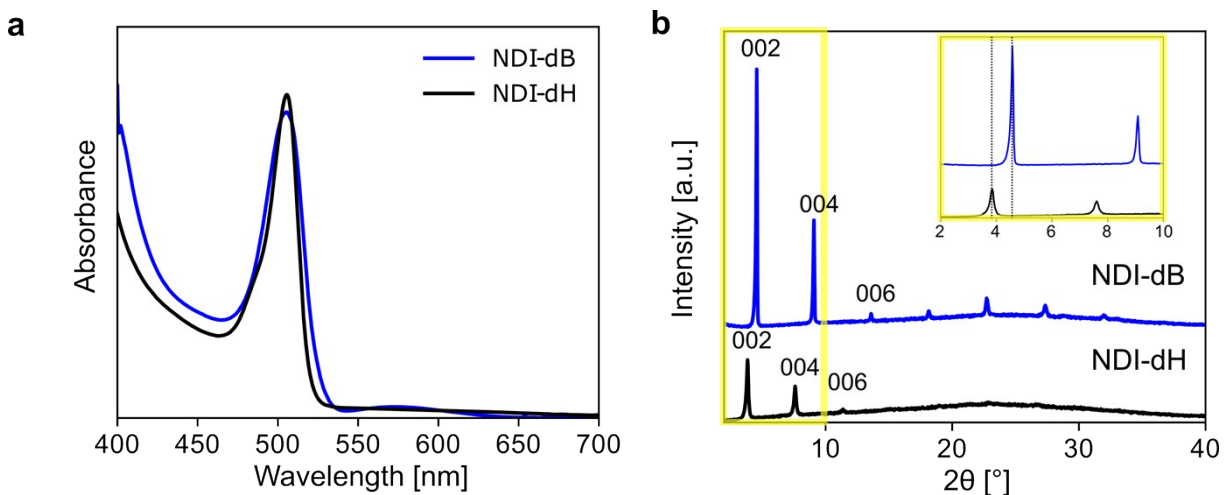 a
NDI-dB
NDI-dH
Absorbance
400 450 500 550 600 650 700
Wavelength [nm]
b
002
004
006
NDI-dB
002
004
006
NDI-dH
2 4 6 8 10
Intensity [a.u.]
10 20 30 40
2θ [°]